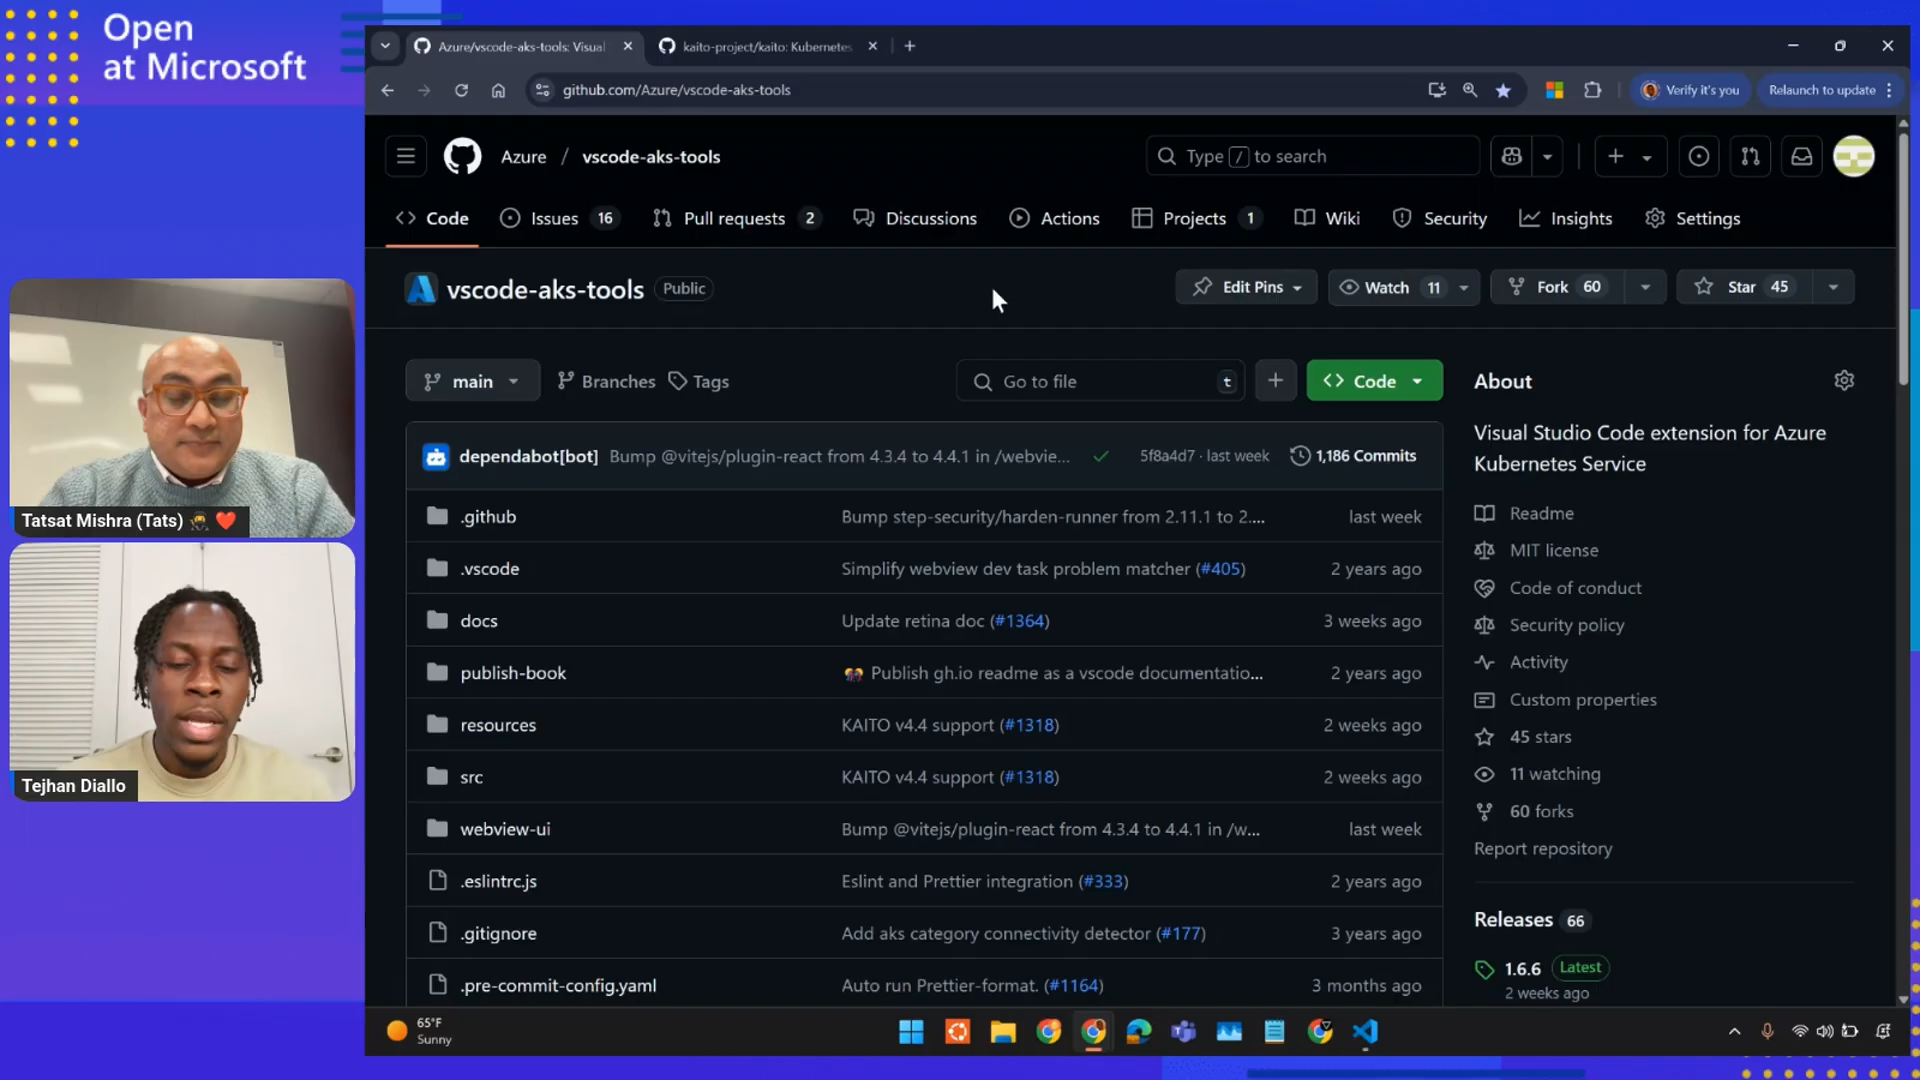 Open
at Microsoft
Azure/vscode-aks-tools: Visual
kaito-project/kaito: Kubernetes
github.com/Azure/vscode-aks-tools
Verify it's you
Relaunch to update
Azure / vscode-aks-tools
Type / to search
Code
Issues 16
Pull requests 2
Discussions
Actions
Projects 1
Wiki
Security
Insights
Settings
vscode-aks-tools Public
Edit Pins
Watch 11
Fork 60
Star 45
main
Branches
Tags
Go to file t
Code
About
Visual Studio Code extension for Azure
Kubernetes Service
dependabot[bot] Bump @vitejs/plugin-react from 4.3.4 to 4.4.1 in /webvie... 5f8a4d7 · last week 1,186 Commits
.github Bump step-security/harden-runner from 2.11.1 to 2.... last week
.vscode Simplify webview dev task problem matcher (#405) 2 years ago
docs Update retina doc (#1364) 3 weeks ago
publish-book Publish gh.io readme as a vscode documentatio... 2 years ago
resources KAITO v4.4 support (#1318) 2 weeks ago
src KAITO v4.4 support (#1318) 2 weeks ago
webview-ui Bump @vitejs/plugin-react from 4.3.4 to 4.4.1 in /w... last week
.eslintrc.js Eslint and Prettier integration (#333) 2 years ago
.gitignore Add aks category connectivity detector (#177) 3 years ago
.pre-commit-config.yaml Auto run Prettier-format. (#1164) 3 months ago
Readme
MIT license
Code of conduct
Security policy
Activity
Custom properties
45 stars
11 watching
60 forks
Report repository
Releases 66
1.6.6 Latest
2 weeks ago
Tatsat Mishra (Tats) 🥷 ❤️
Tejhan Diallo
65°F
Sunny